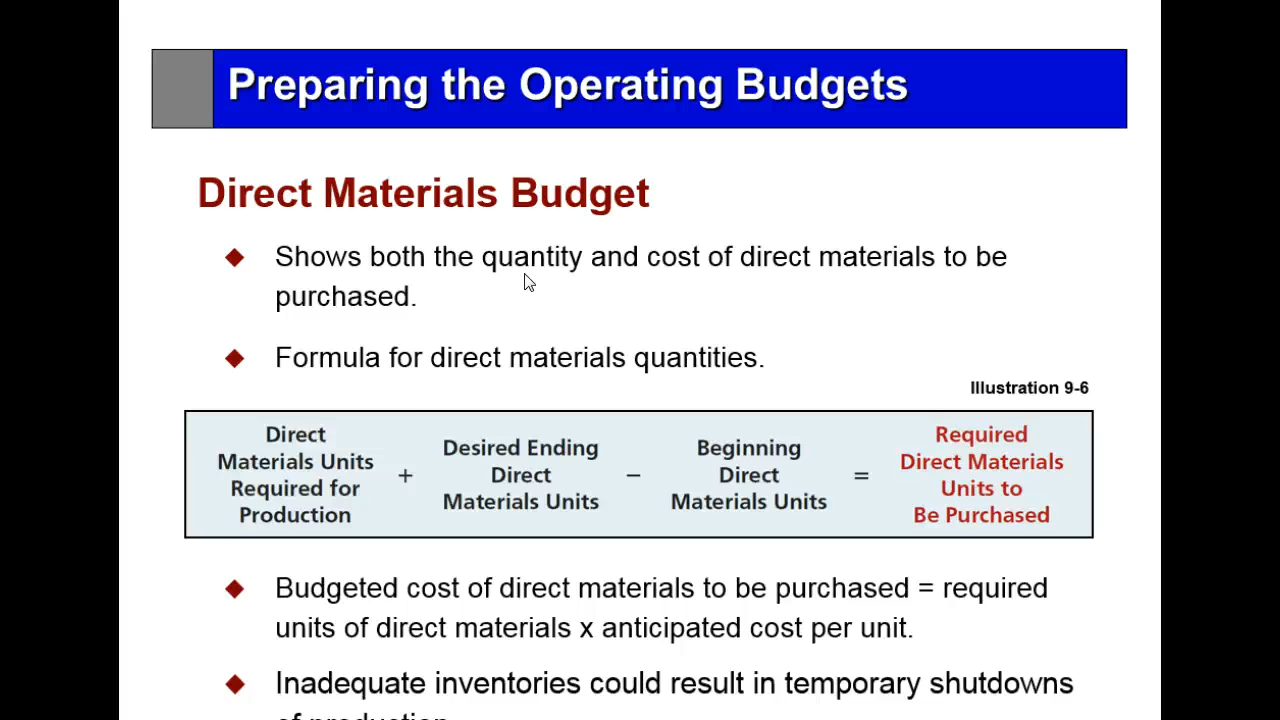 Preparing the Operating Budgets
Direct Materials Budget
Shows both the quantity and cost of direct materials to be
purchased.
Formula for direct materials quantities.
Illustration 9-6
Direct
Materials Units
Required for
Production
+
Desired Ending
Direct
Materials Units
–
Beginning
Direct
Materials Units
=
Required
Direct Materials
Units to
Be Purchased
Budgeted cost of direct materials to be purchased = required
units of direct materials x anticipated cost per unit.
Inadequate inventories could result in temporary shutdowns